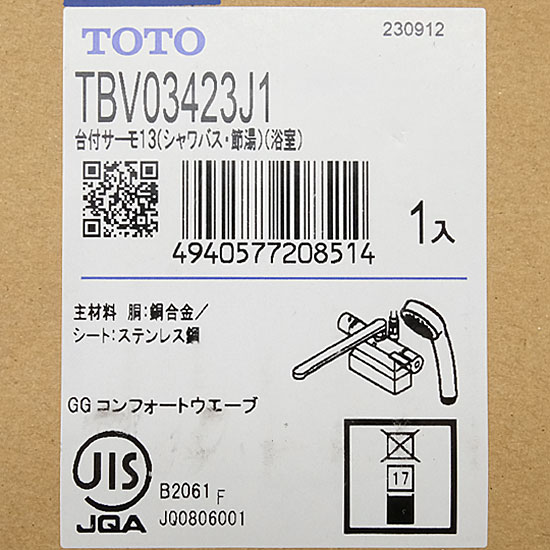 TOTO
230912
TBV03423J1
台付サーモ13(シャワバス・節湯)(浴室)
4940577208514
1入
主材料 胴:銅合金/
シート:ステンレス鋼
GG コンフォートウエーブ
JIS
JQA
B2061 F
JQ0806001
17